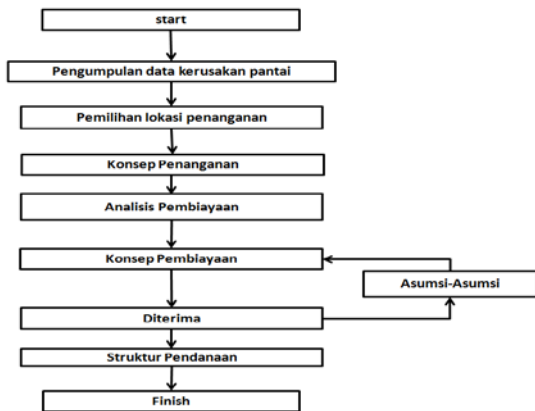 start
Pengumpulan data kerusakan pantai
Pemilihan lokasi penanganan
Konsep Penanganan
Analisis Pembiayaan
Konsep Pembiayaan
Asumsi-Asumsi
Diterima
Struktur Pendanaan
Finish